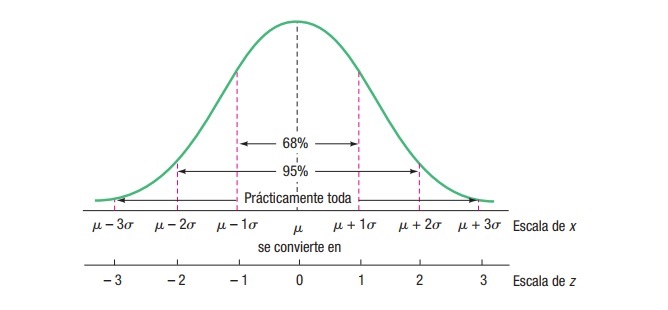 68%
95%
Prácticamente toda
μ − 3σ μ − 2σ μ − 1σ μ μ + 1σ μ + 2σ μ + 3σ Escala de x
se convierte en
− 3 − 2 − 1 0 1 2 3 Escala de z